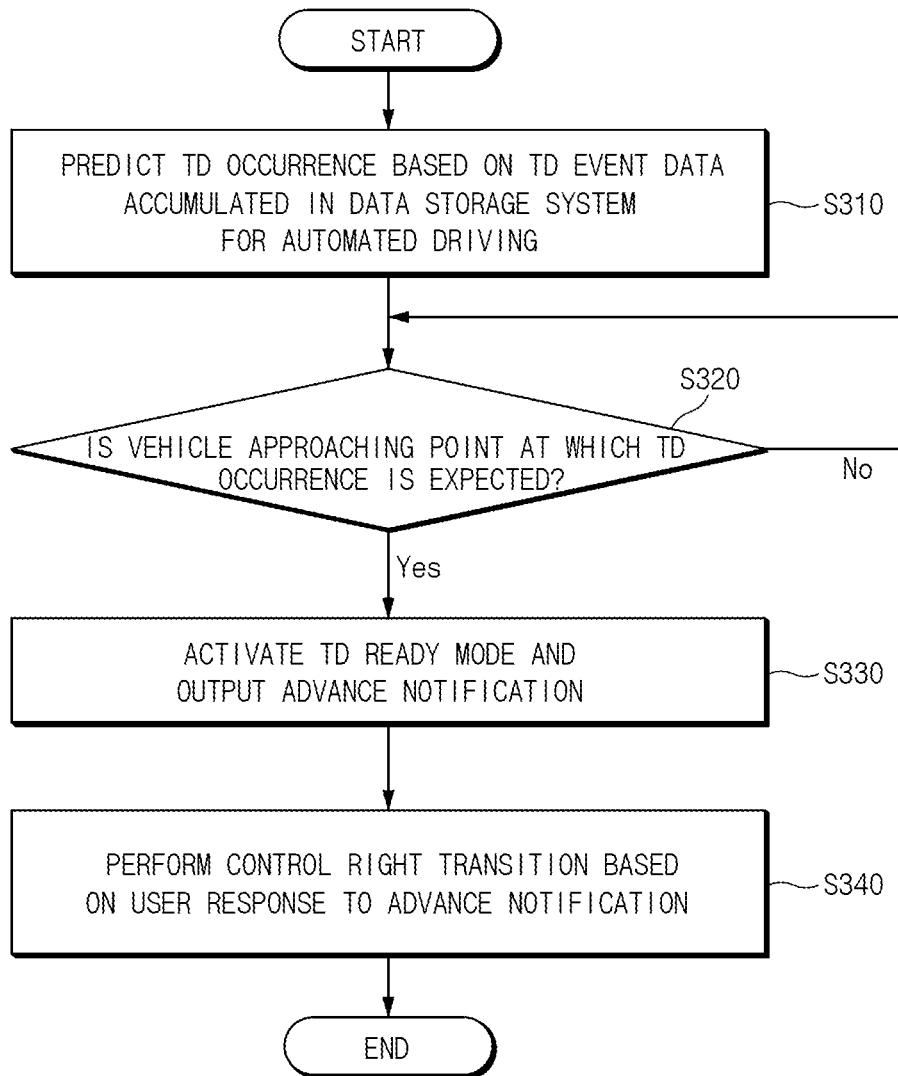 START
PREDICT TD OCCURRENCE BASED ON TD EVENT DATA
ACCUMULATED IN DATA STORAGE SYSTEM
FOR AUTOMATED DRIVING
S310
S320
IS VEHICLE APPROACHING POINT AT WHICH TD
OCCURRENCE IS EXPECTED?
No
Yes
ACTIVATE TD READY MODE AND
OUTPUT ADVANCE NOTIFICATION
S330
PERFORM CONTROL RIGHT TRANSITION BASED
ON USER RESPONSE TO ADVANCE NOTIFICATION
S340
END